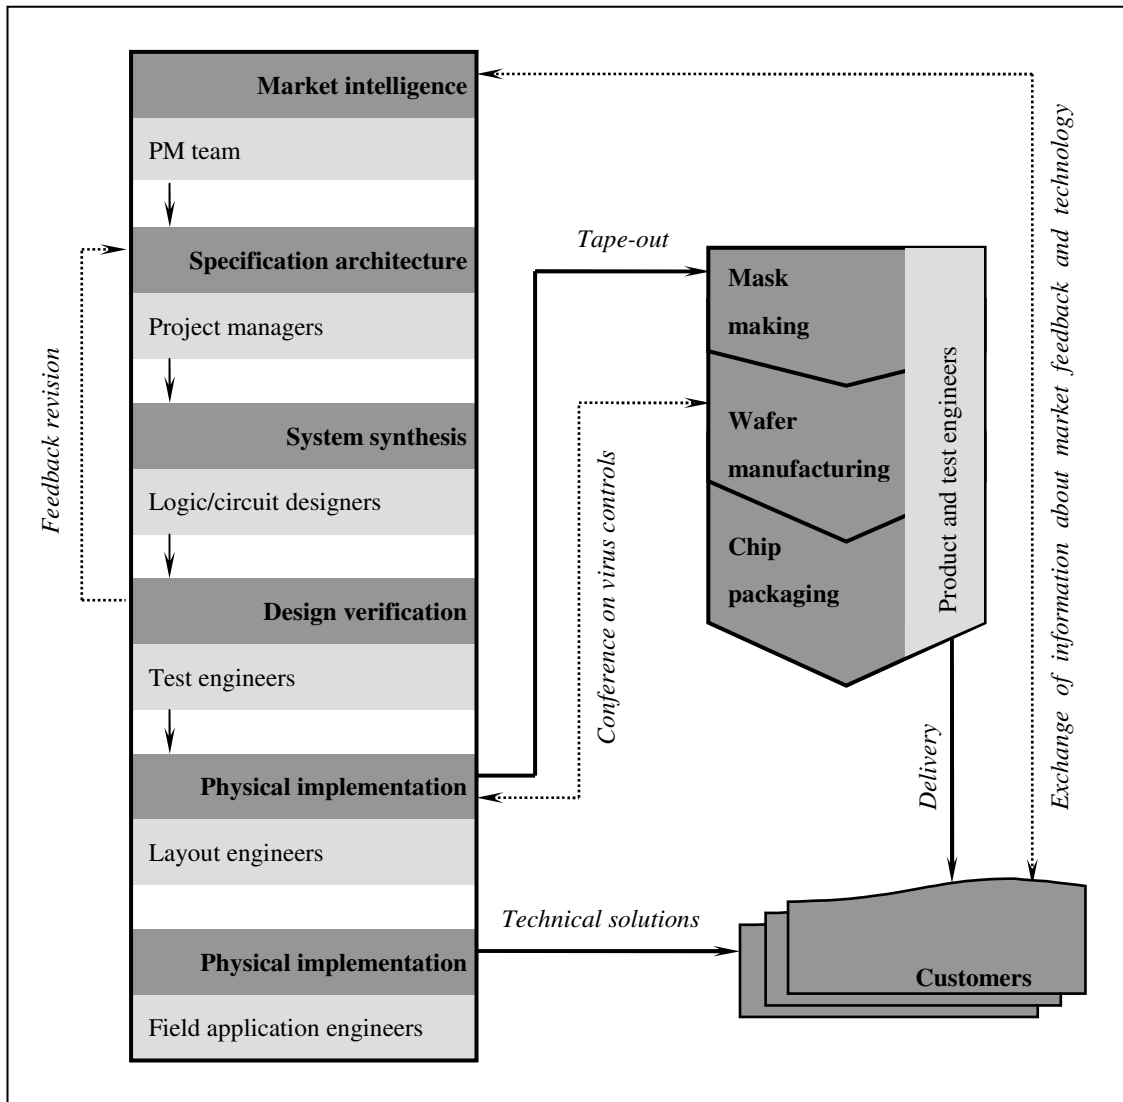 Market intelligence
PM team
Specification architecture
Project managers
System synthesis
Logic/circuit designers
Design verification
Test engineers
Physical implementation
Layout engineers
Physical implementation
Field application engineers
Feedback revision
Tape-out
Conference on virus controls
Technical solutions
Mask
making
Wafer
manufacturing
Chip
packaging
Product and test engineers
Delivery
Exchange of information about market feedback and technology
Customers